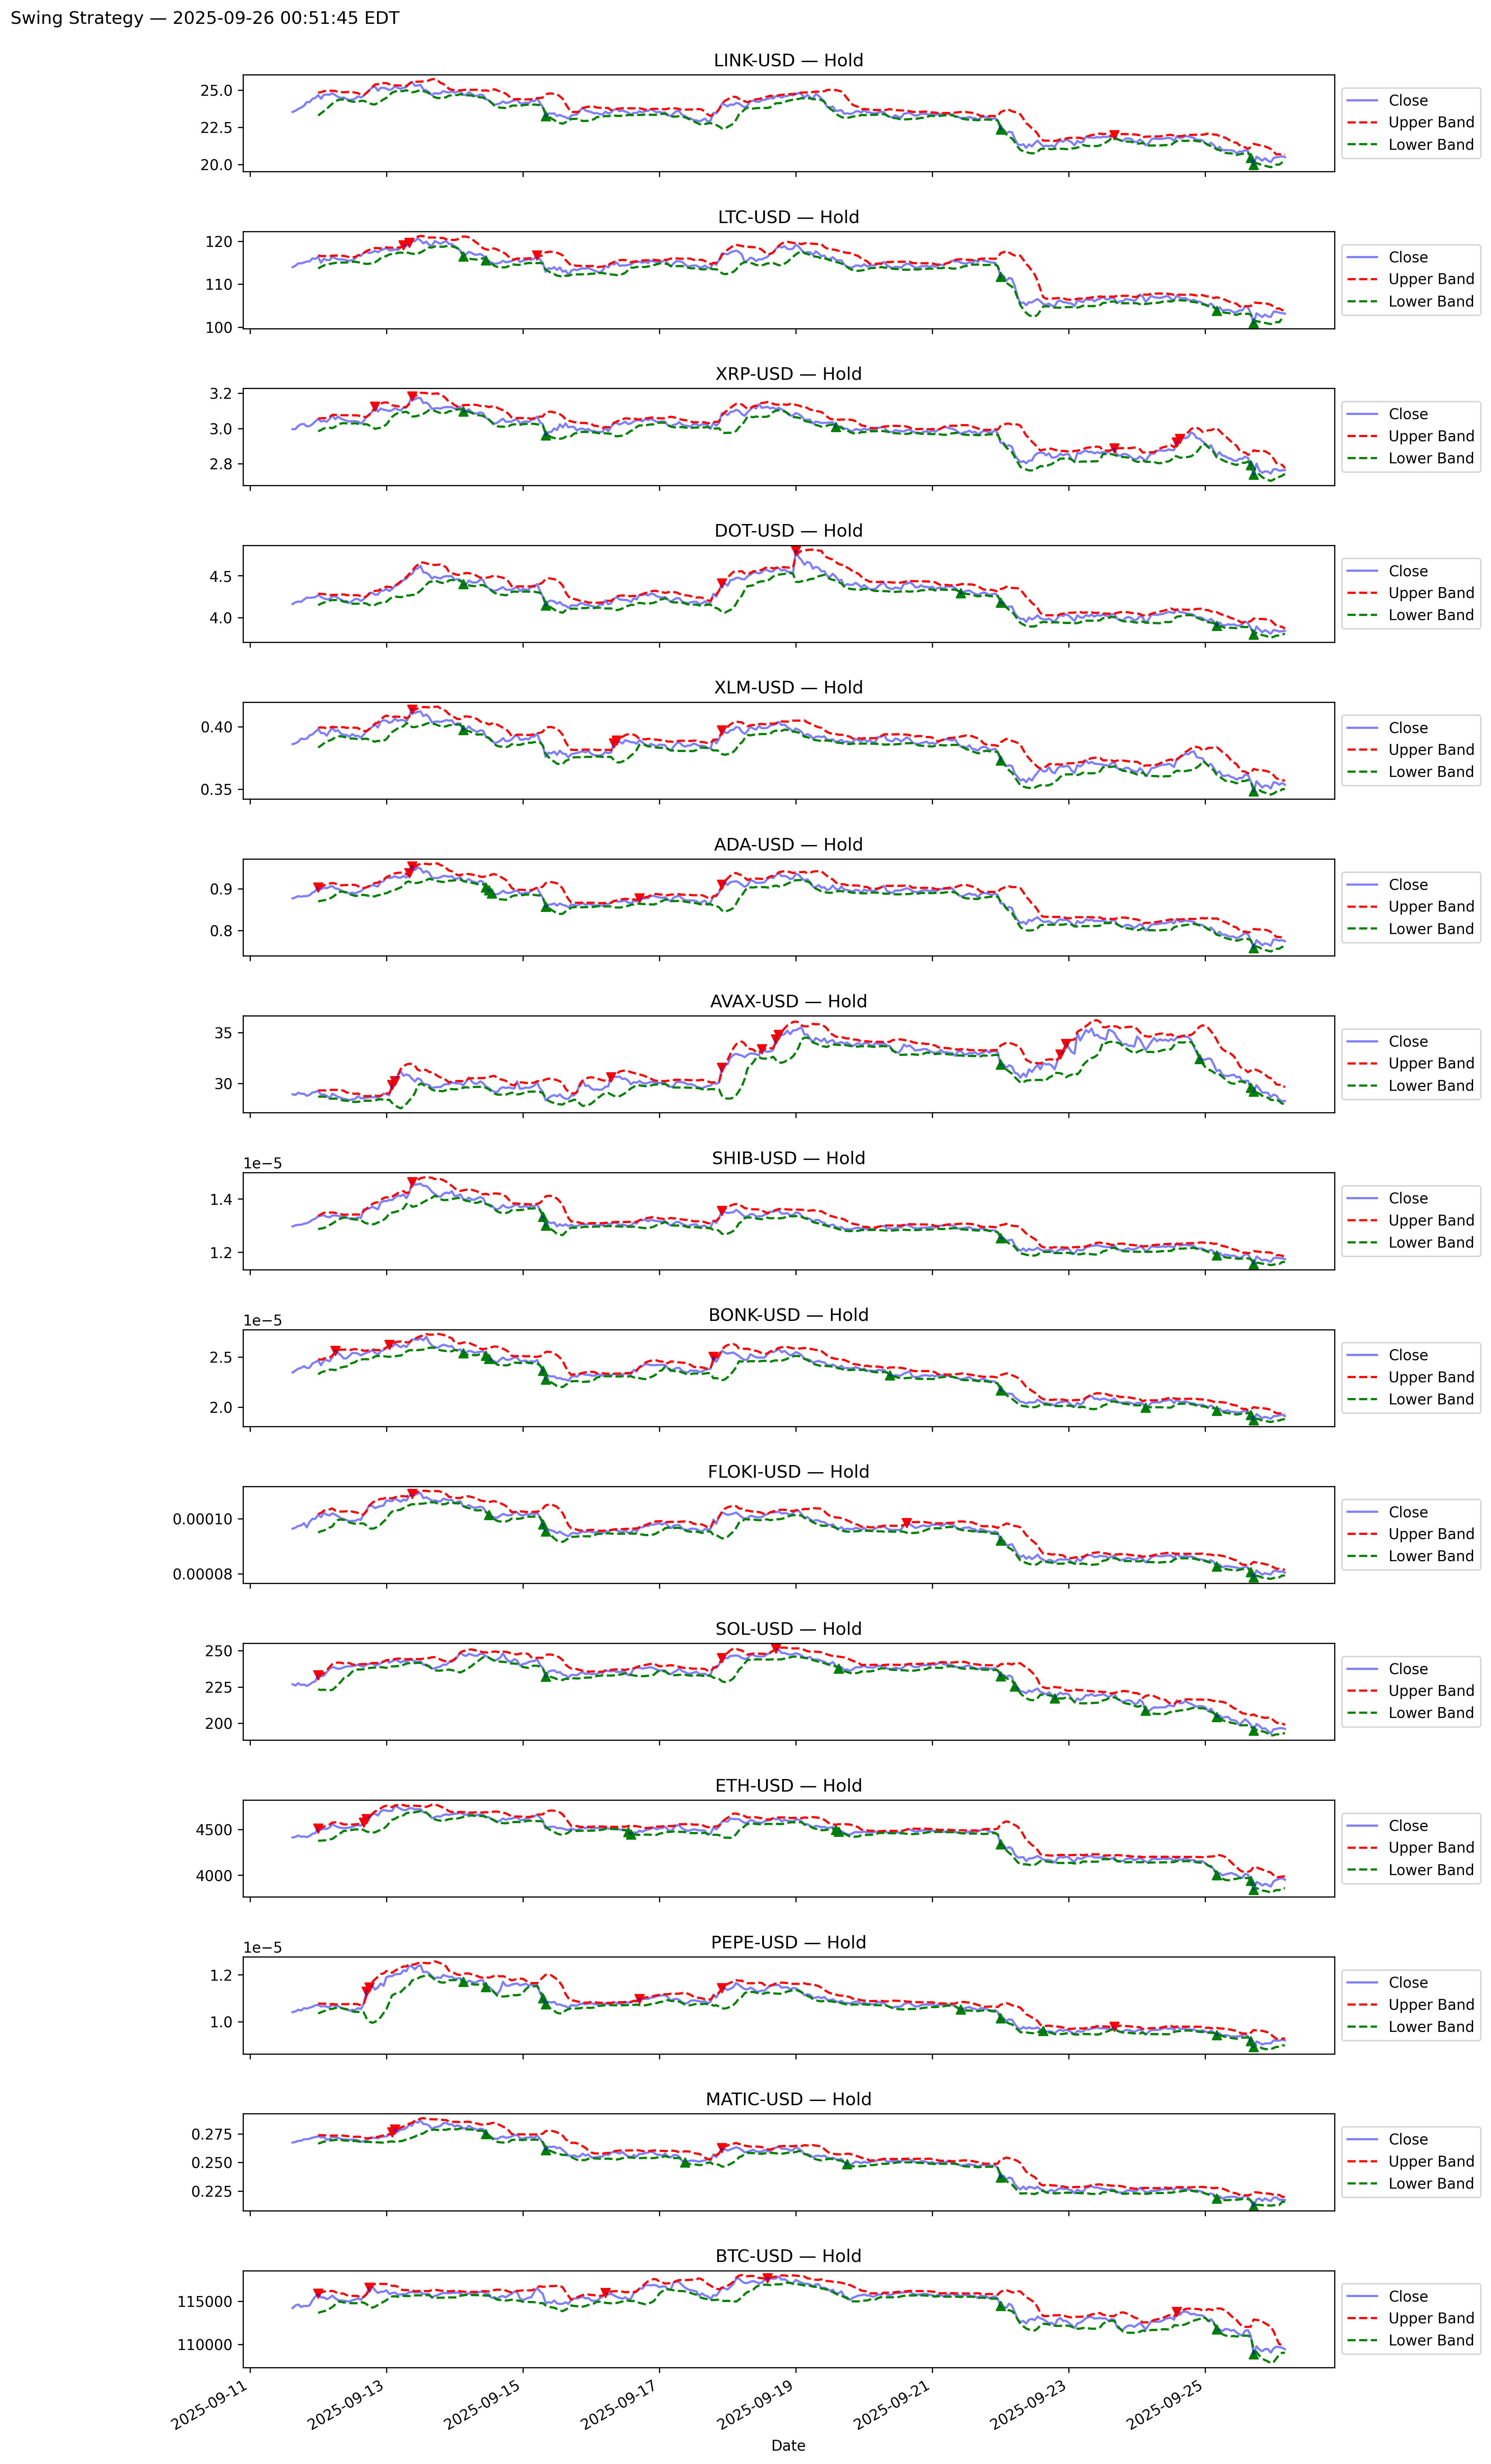 Swing Strategy — 2025-09-26 00:51:45 EDT
LINK-USD — Hold
25.0
22.5
20.0
Close
Upper Band
Lower Band
LTC-USD — Hold
120
110
100
Close
Upper Band
Lower Band
XRP-USD — Hold
3.2
3.0
2.8
Close
Upper Band
Lower Band
DOT-USD — Hold
4.5
4.0
Close
Upper Band
Lower Band
XLM-USD — Hold
0.40
0.35
Close
Upper Band
Lower Band
ADA-USD — Hold
0.9
0.8
Close
Upper Band
Lower Band
AVAX-USD — Hold
35
30
Close
Upper Band
Lower Band
SHIB-USD — Hold
1e−5
1.4
1.2
Close
Upper Band
Lower Band
BONK-USD — Hold
1e−5
2.5
2.0
Close
Upper Band
Lower Band
FLOKI-USD — Hold
0.00010
0.00008
Close
Upper Band
Lower Band
SOL-USD — Hold
250
225
200
Close
Upper Band
Lower Band
ETH-USD — Hold
4500
4000
Close
Upper Band
Lower Band
PEPE-USD — Hold
1e−5
1.2
1.0
Close
Upper Band
Lower Band
MATIC-USD — Hold
0.275
0.250
0.225
Close
Upper Band
Lower Band
BTC-USD — Hold
115000
110000
Close
Upper Band
Lower Band
2025-09-11
2025-09-13
2025-09-15
2025-09-17
2025-09-19
2025-09-21
2025-09-23
2025-09-25
Date